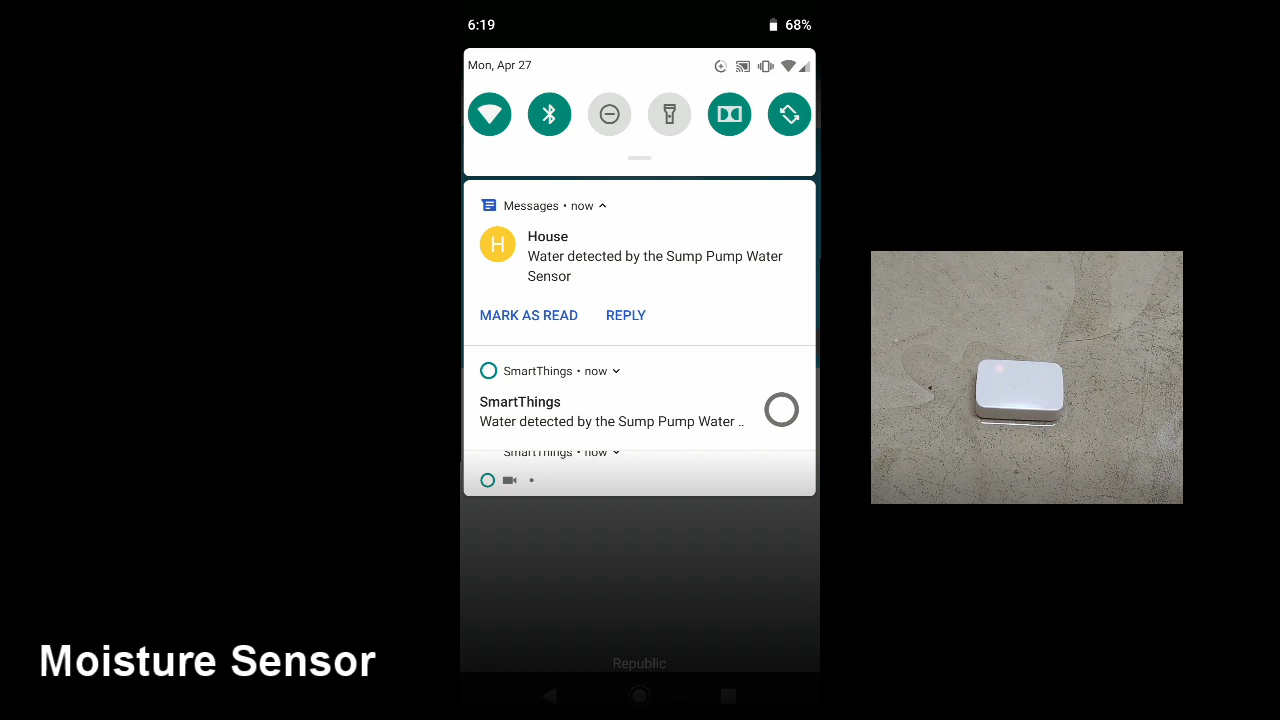 6:19
68%
Mon, Apr 27
Messages • now
H
House
Water detected by the Sump Pump Water
Sensor
MARK AS READ REPLY
SmartThings • now
SmartThings
Water detected by the Sump Pump Water ..
SmartThings • now
Republic
Moisture Sensor